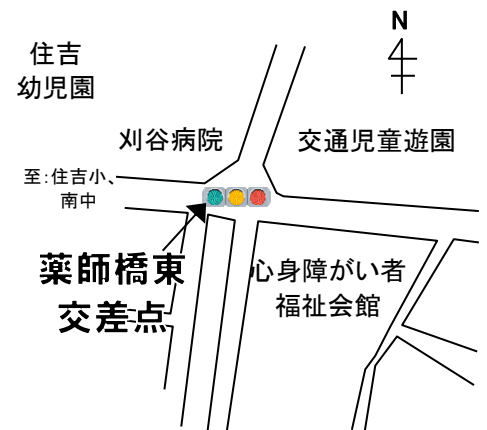 N
住吉
幼児園
刈谷病院
交通児童遊園
至:住吉小、
南中
薬師橋東
交差点
心身障がい者
福祉会館